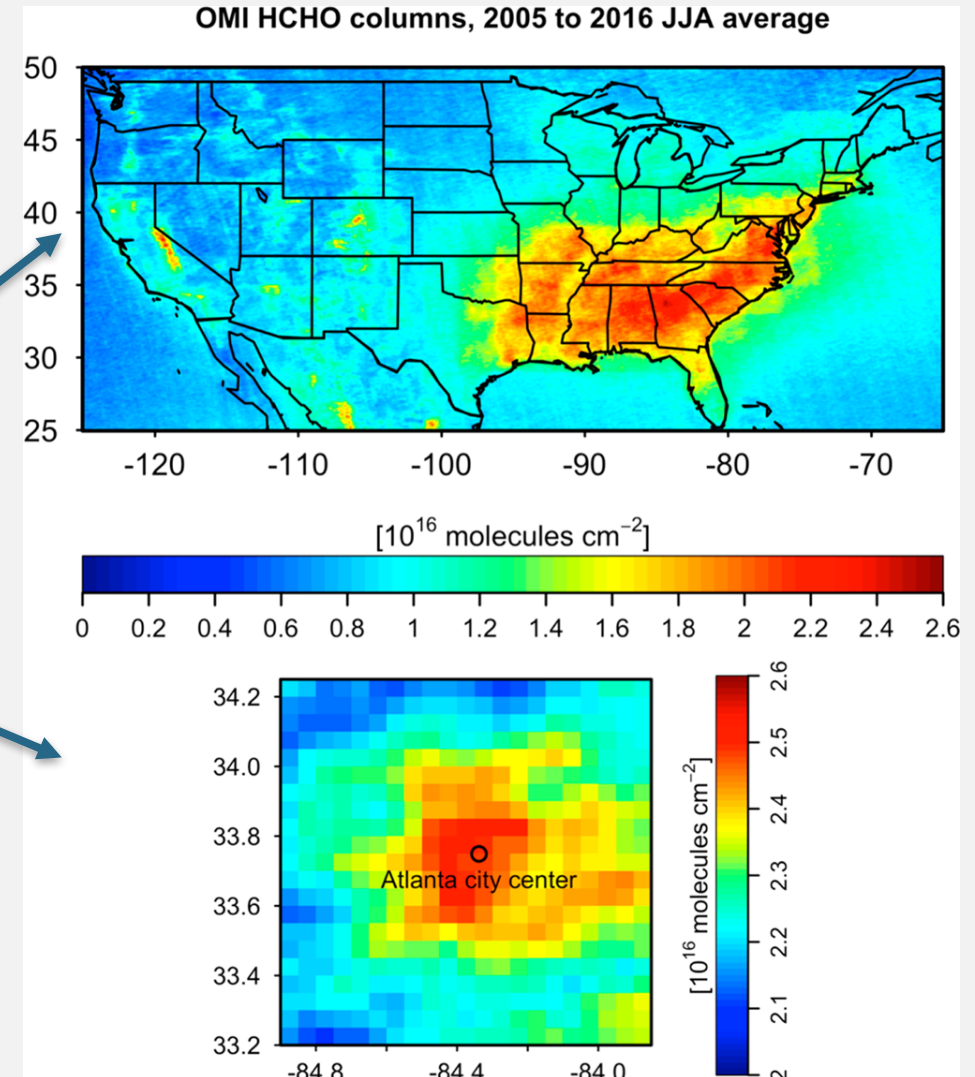 OMI HCHO columns, 2005 to 2016 JJA average
50
45
40
35
30
25
-120 -110 -100 -90 -80 -70
[10¹⁶ molecules cm⁻²]
0 0.2 0.4 0.6 0.8 1 1.2 1.4 1.6 1.8 2 2.2 2.4 2.6
34.2
34.0
33.8
33.6
33.4
33.2
Atlanta city center
-84.8 -84.4 -84.0
[10¹⁶ molecules cm⁻²]
2.6
2.5
2.4
2.3
2.2
2.1
2